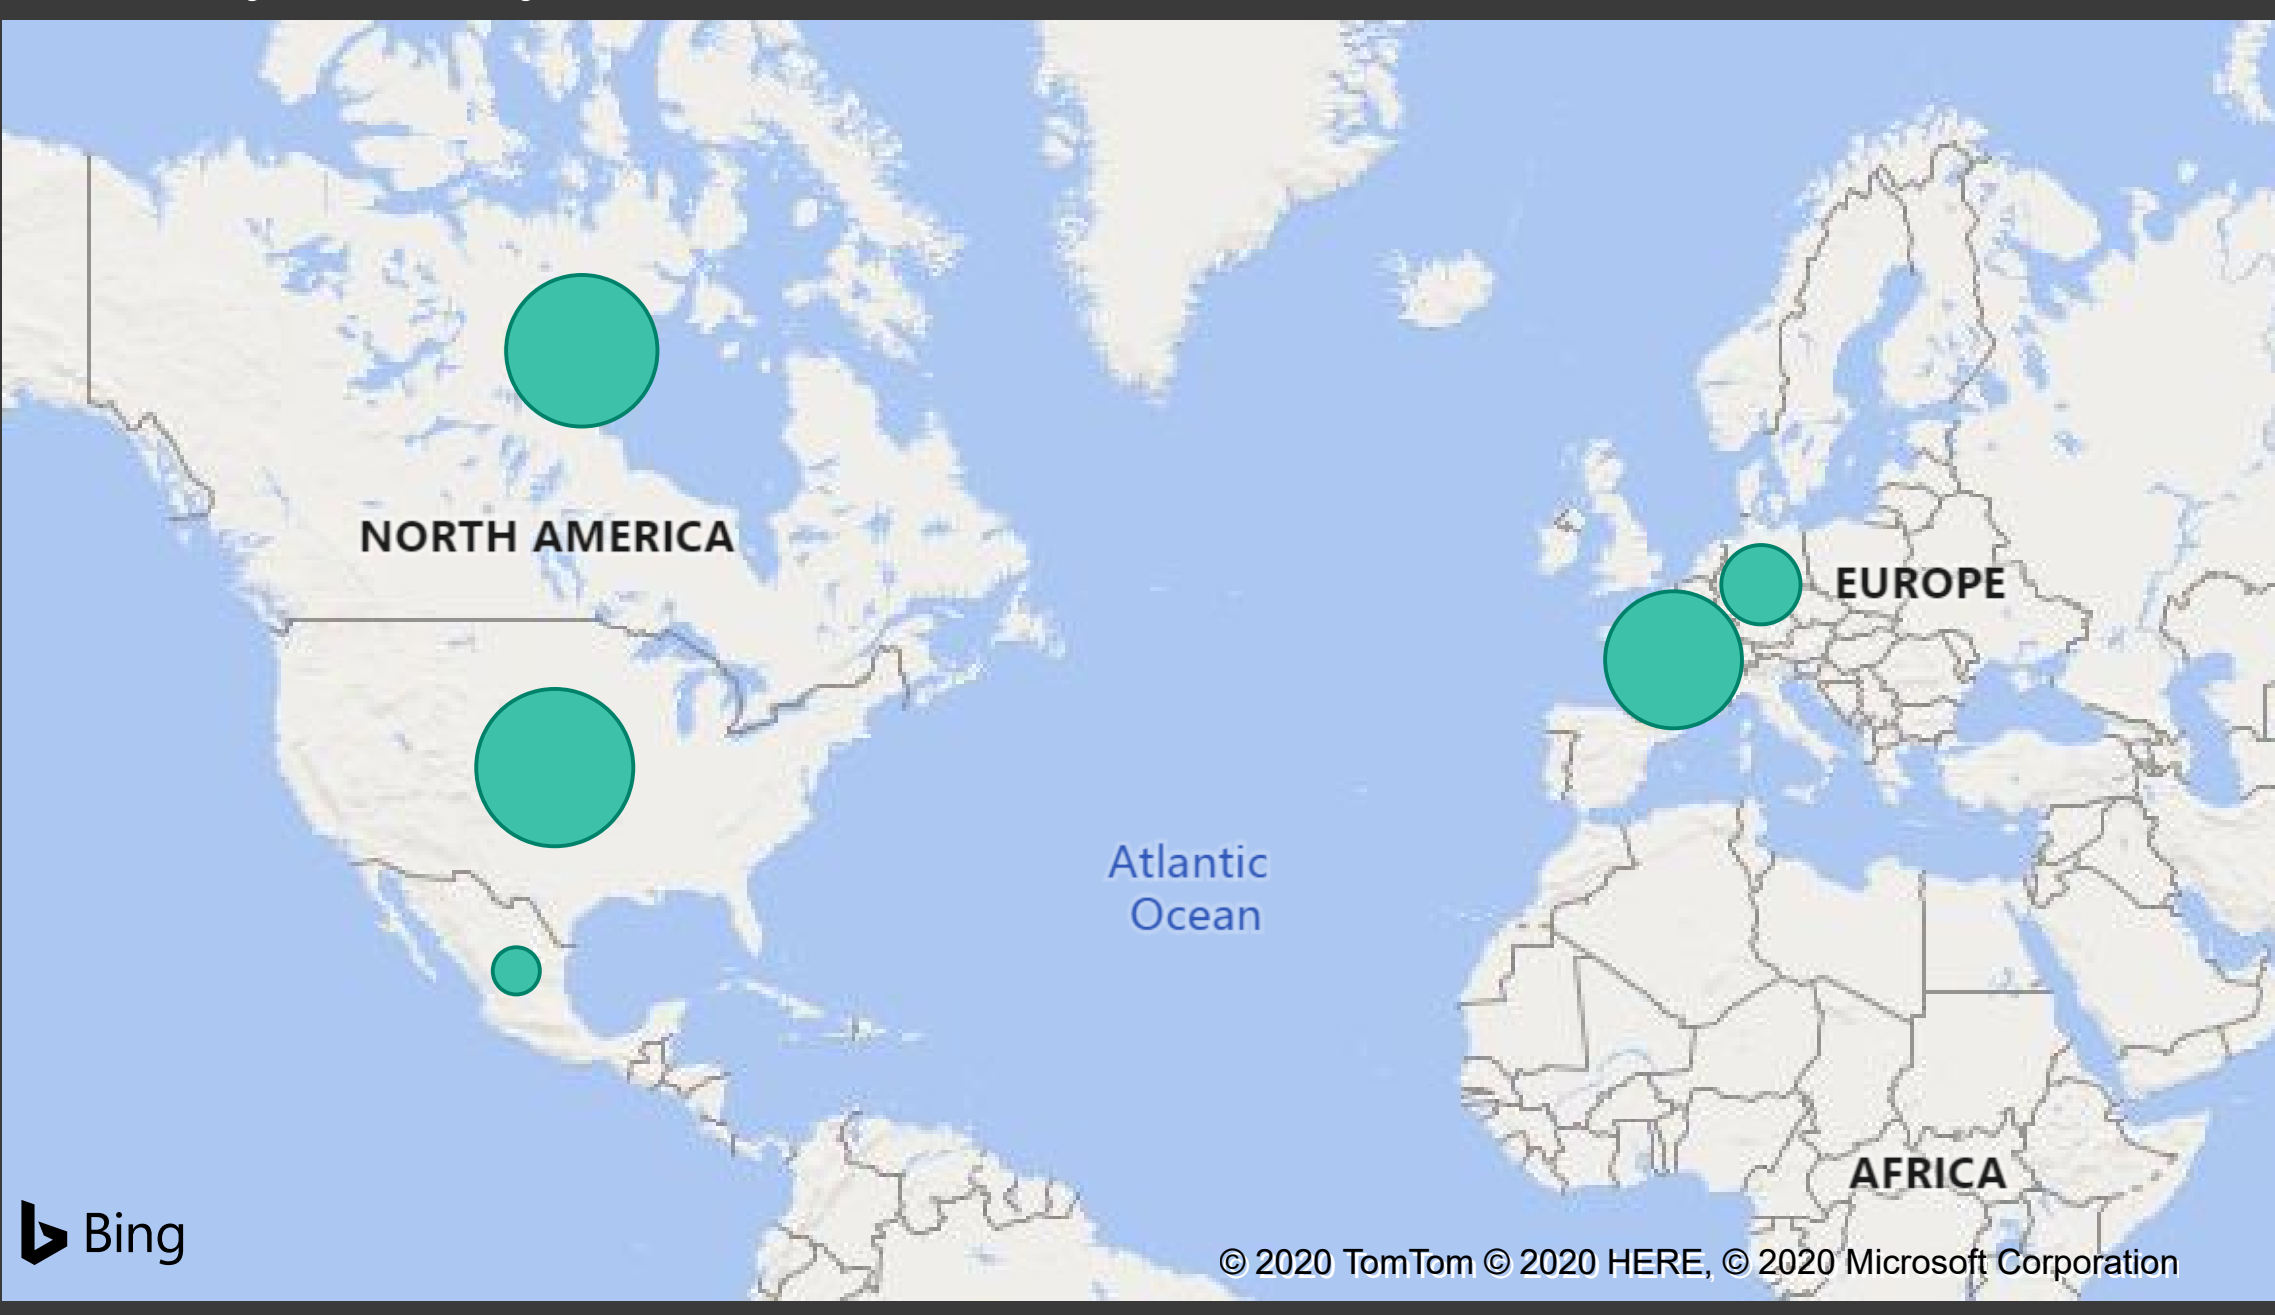 NORTH AMERICA
EUROPE
Atlantic
Ocean
AFRICA
Bing
© 2020 TomTom © 2020 HERE, © 2020 Microsoft Corporation